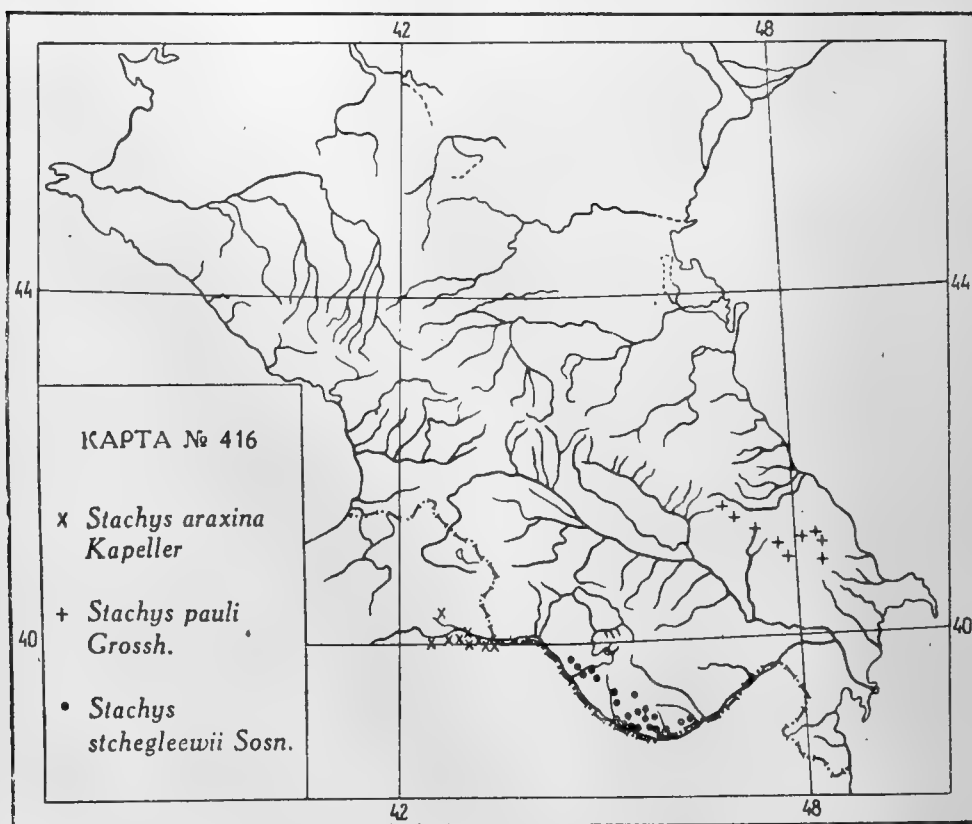 42 48
44 44
КАРТА № 416
x Stachys araxina
Kapeller
+ Stachys pauli
Grossh.
• Stachys
stchegleewii Sosn.
40 40
42 48